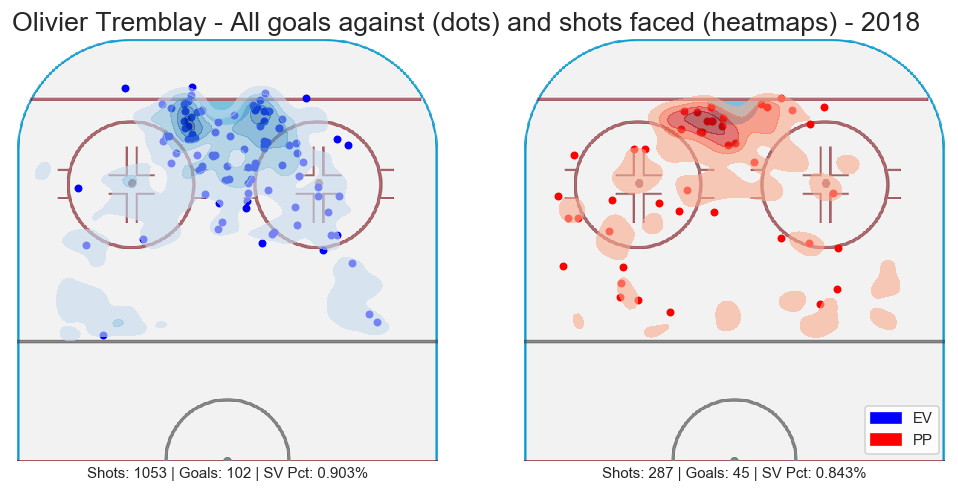 Olivier Tremblay - All goals against (dots) and shots faced (heatmaps) - 2018
EV
PP
Shots: 1053 | Goals: 102 | SV Pct: 0.903%
Shots: 287 | Goals: 45 | SV Pct: 0.843%